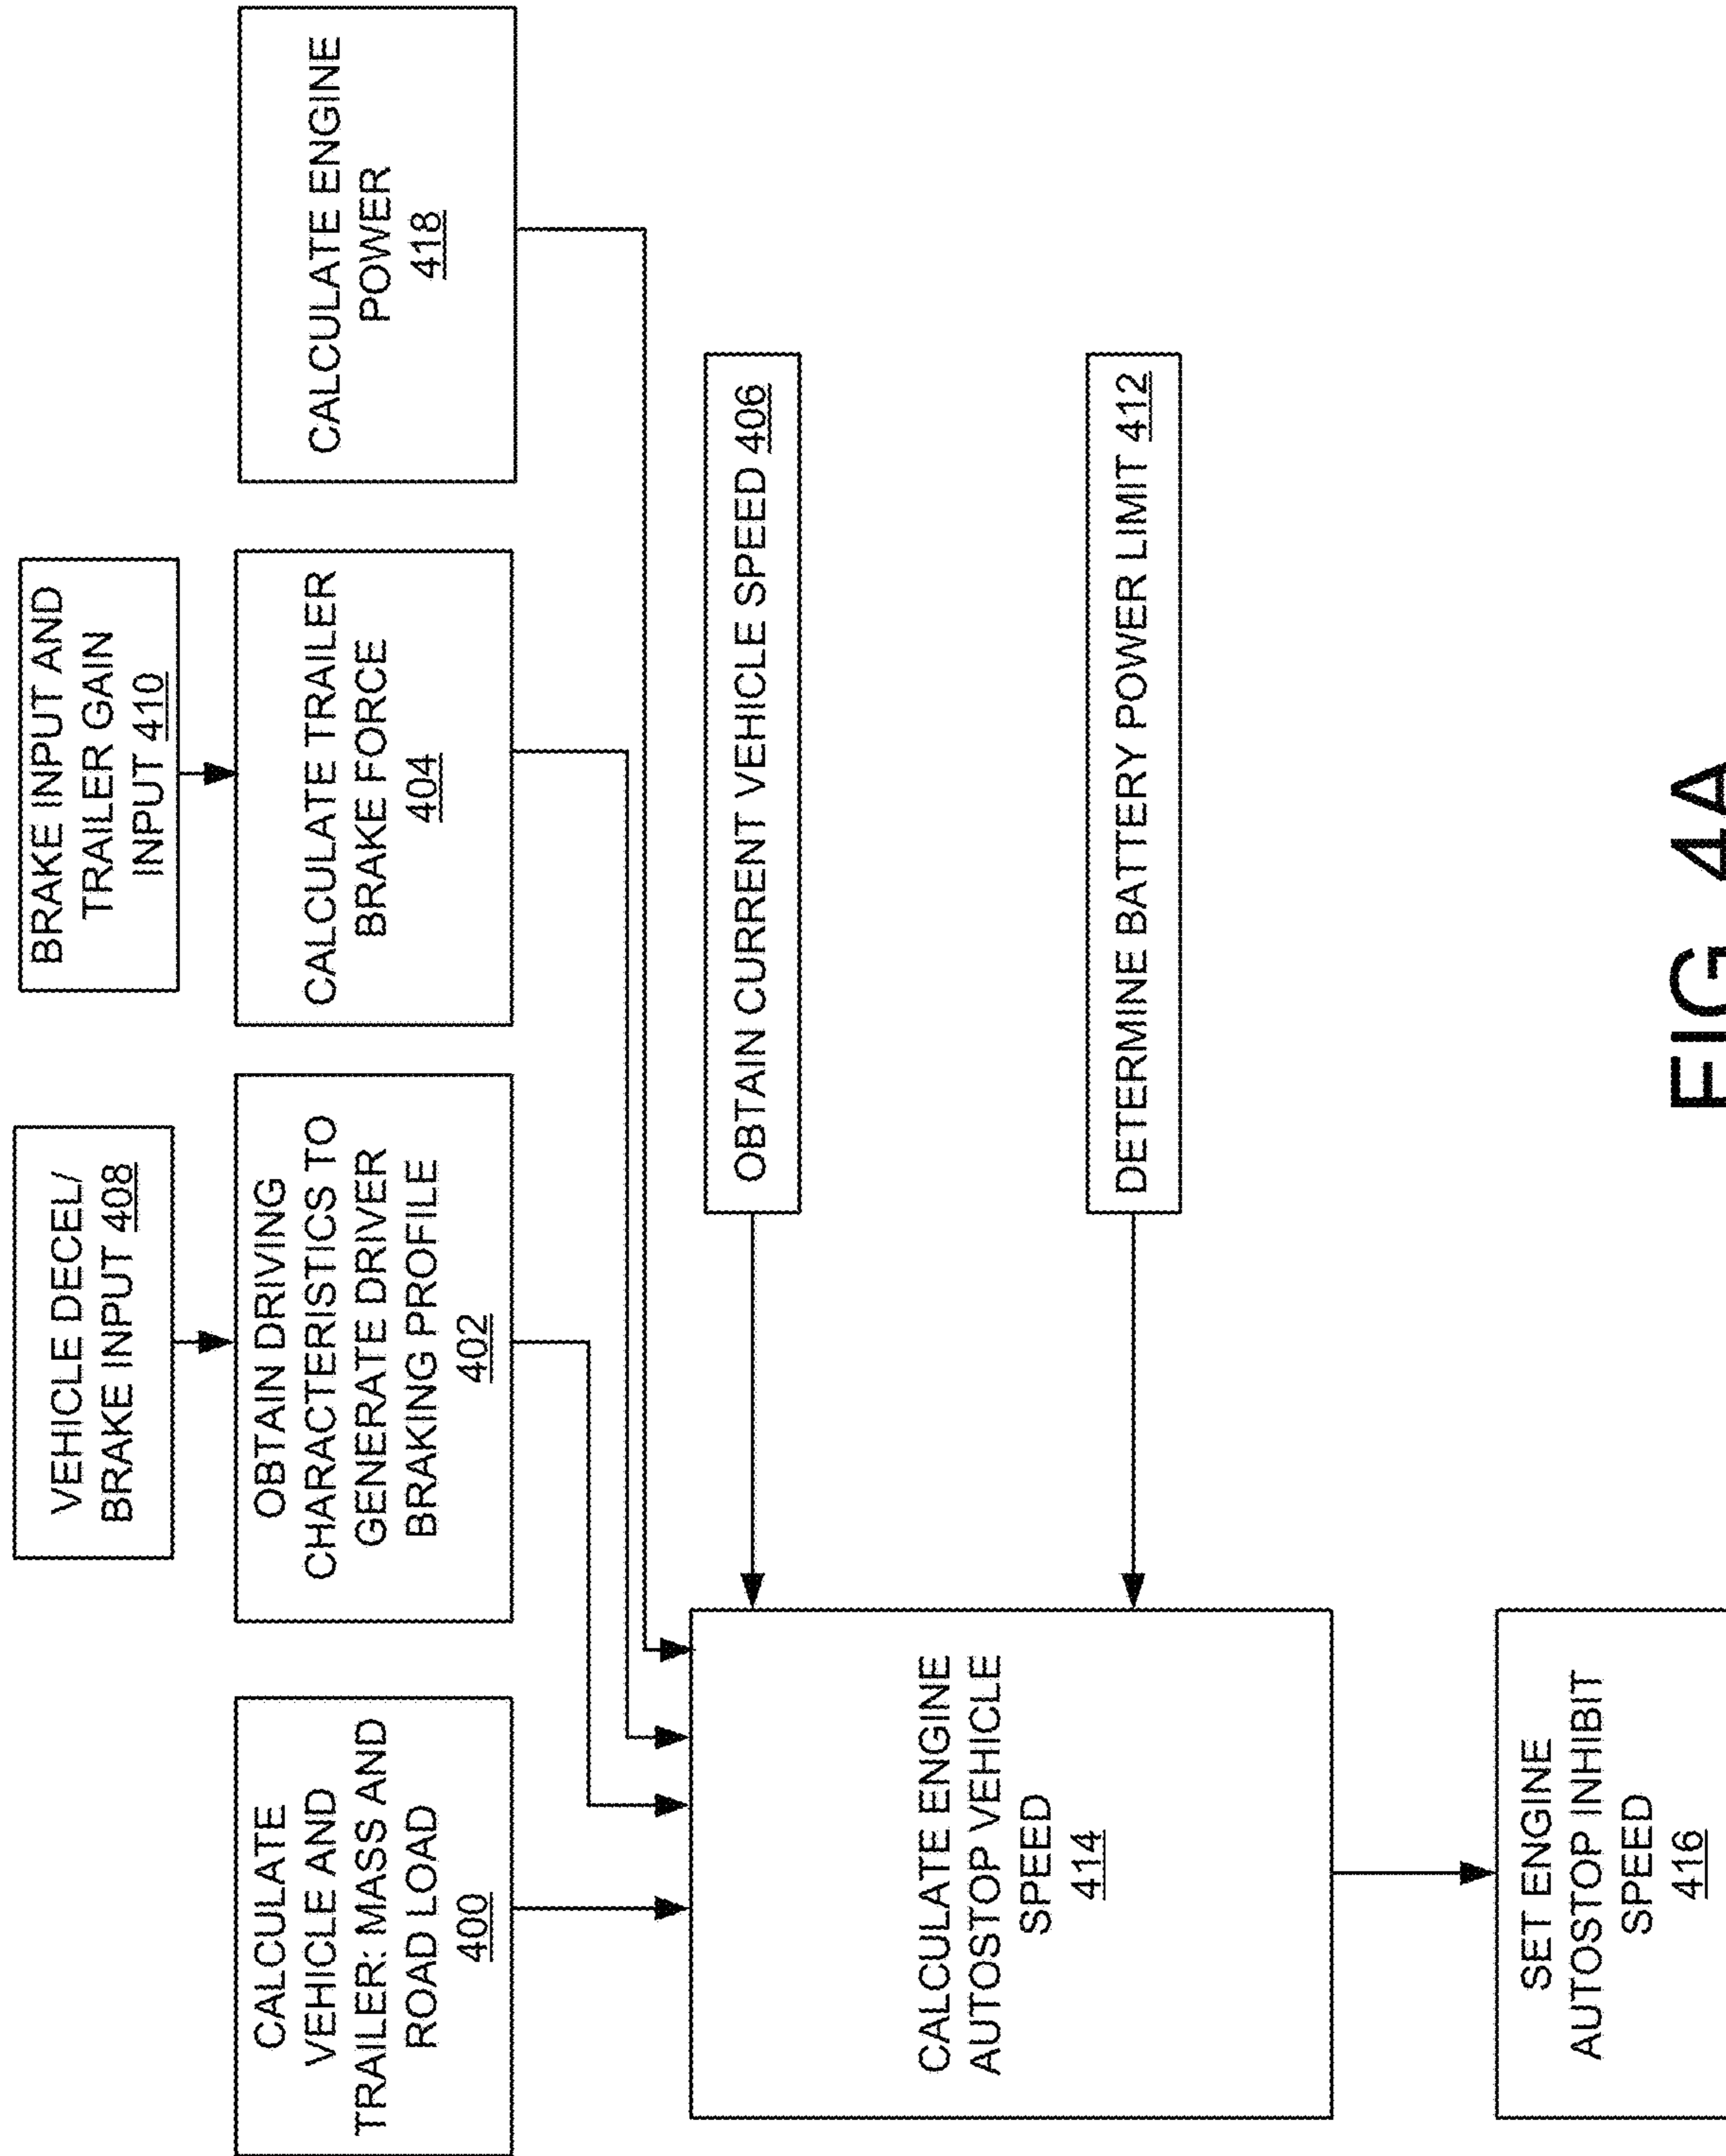 VEHICLE DECEL/
BRAKE INPUT 408
BRAKE INPUT AND
TRAILER GAIN
INPUT 410
CALCULATE
VEHICLE AND
TRAILER: MASS AND
ROAD LOAD
400
OBTAIN DRIVING
CHARACTERISTICS TO
GENERATE DRIVER
BRAKING PROFILE
402
CALCULATE TRAILER
BRAKE FORCE
404
CALCULATE ENGINE
POWER
418
OBTAIN CURRENT VEHICLE SPEED 406
CALCULATE ENGINE
AUTOSTOP VEHICLE
SPEED
414
DETERMINE BATTERY POWER LIMIT 412
SET ENGINE
AUTOSTOP INHIBIT
SPEED
416
FIG 4A